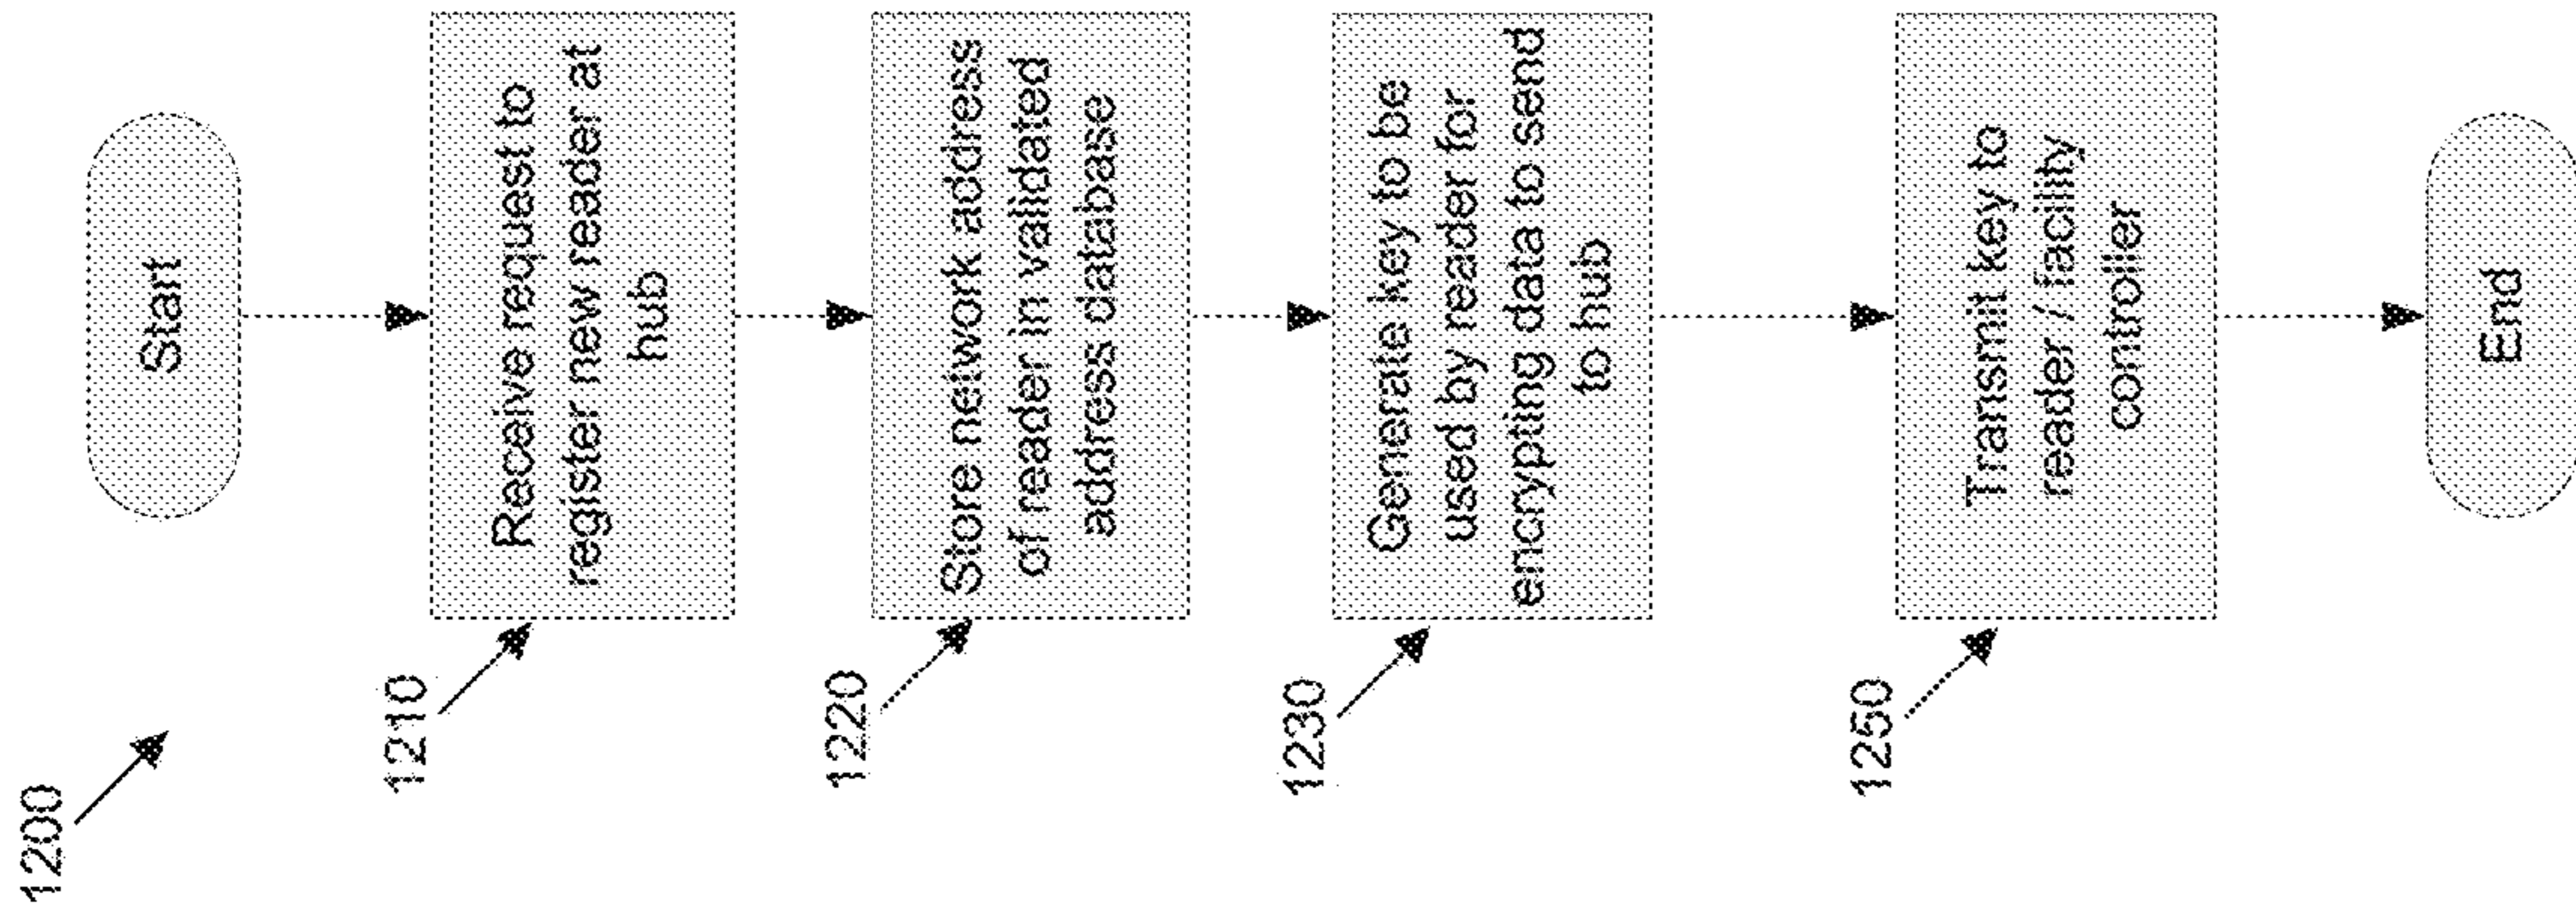 1200
Start
1210
Receive request to
register new reader at
hub
1220
Store network address
of reader in validated
address database
1230
Generate key to be
used by reader for
encrypting data to send
to hub
1250
Transmit key to
reader / facility
controller
End